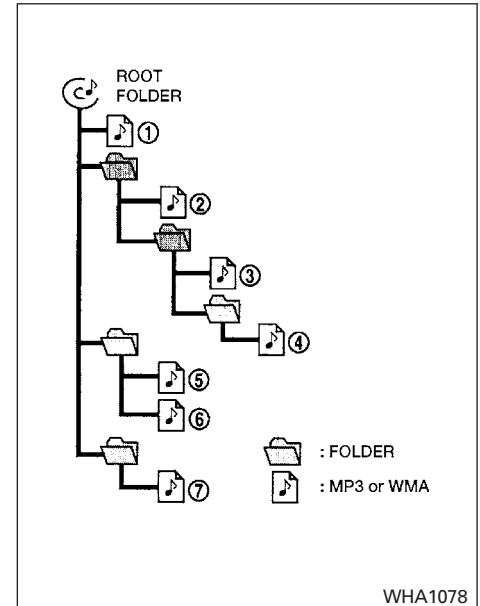 ROOT
FOLDER
①
②
③
④
⑤
⑥
⑦
: FOLDER
: MP3 or WMA
WHA1078